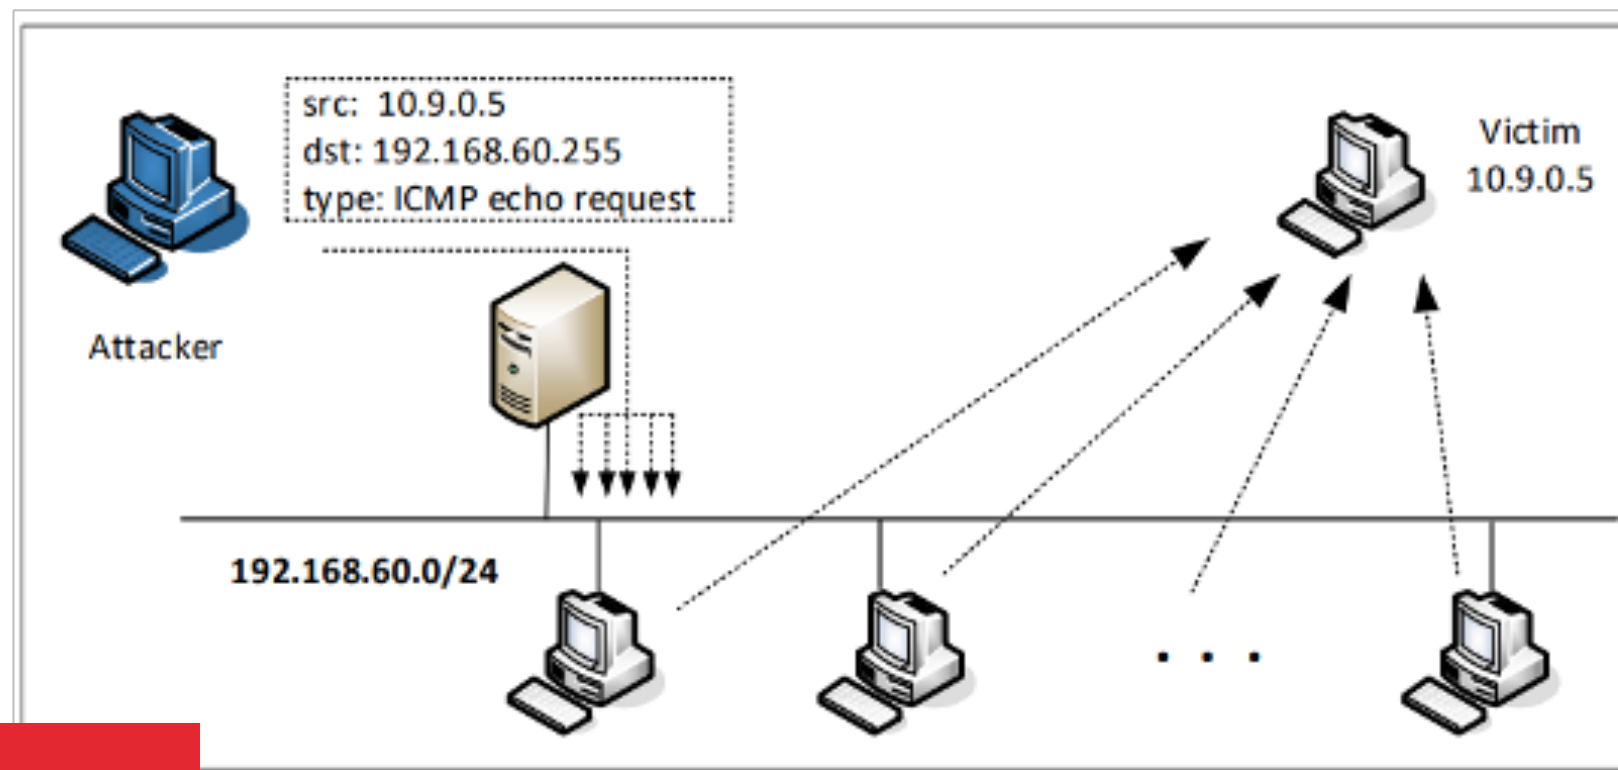 src: 10.9.0.5
dst: 192.168.60.255
type: ICMP echo request
Attacker
Victim
10.9.0.5
192.168.60.0/24
. . .